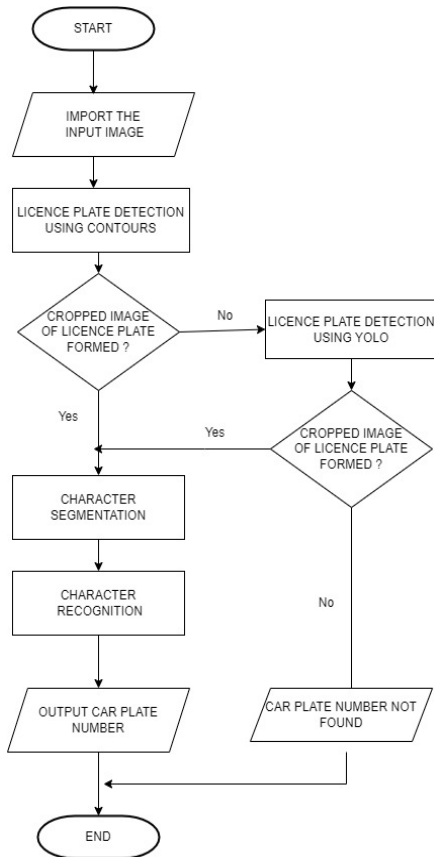 START
IMPORT THE
INPUT IMAGE
LICENCE PLATE DETECTION
USING CONTOURS
CROPPED IMAGE
OF LICENCE PLATE
FORMED ?
No
LICENCE PLATE DETECTION
USING YOLO
Yes
Yes
CROPPED IMAGE
OF LICENCE PLATE
FORMED ?
CHARACTER
SEGMENTATION
CHARACTER
RECOGNITION
No
OUTPUT CAR PLATE
NUMBER
CAR PLATE NUMBER NOT
FOUND
END